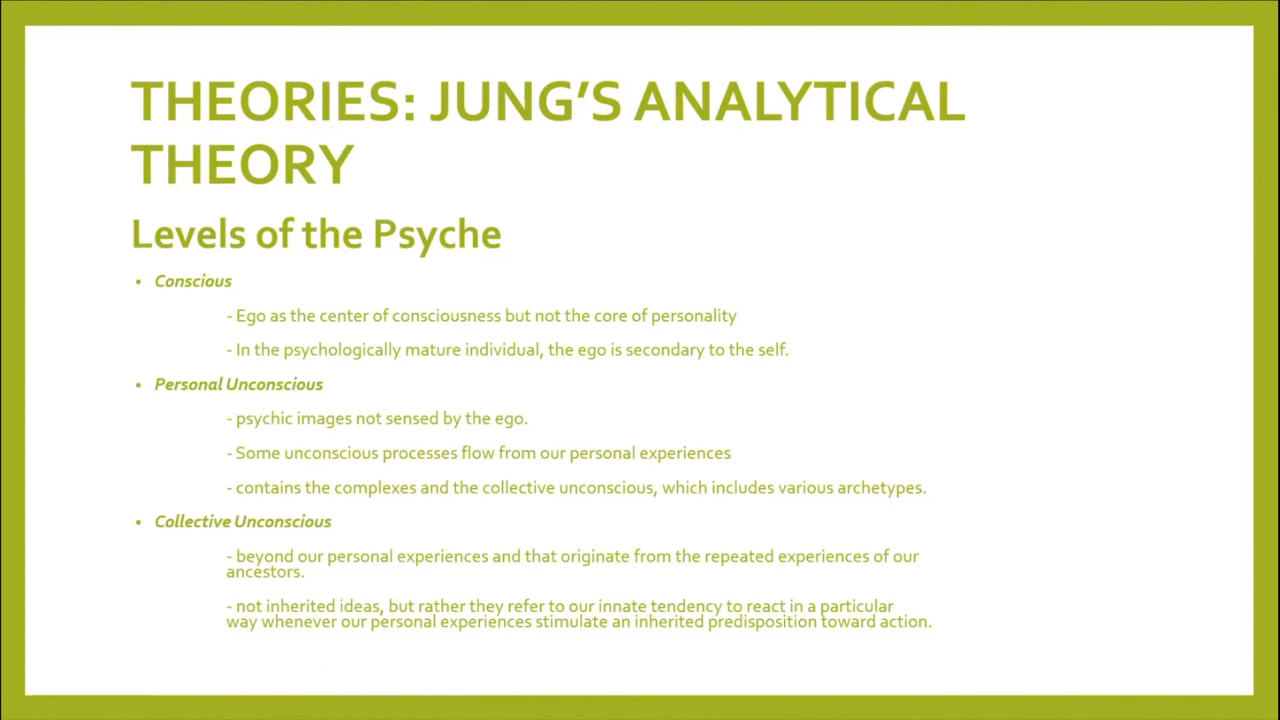 THEORIES: JUNG’S ANALYTICAL
THEORY
Levels of the Psyche
• Conscious
- Ego as the center of consciousness but not the core of personality
- In the psychologically mature individual, the ego is secondary to the self.
• Personal Unconscious
- psychic images not sensed by the ego.
- Some unconscious processes flow from our personal experiences
- contains the complexes and the collective unconscious, which includes various archetypes.
• Collective Unconscious
- beyond our personal experiences and that originate from the repeated experiences of our
ancestors.
- not inherited ideas, but rather they refer to our innate tendency to react in a particular
way whenever our personal experiences stimulate an inherited predisposition toward action.